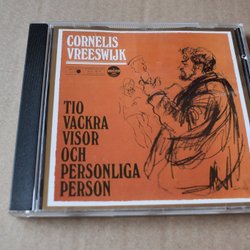 CORNELIS
VREESWIJK
TIO
VACKRA
VISOR
OCH
PERSONLIGA
PERSON